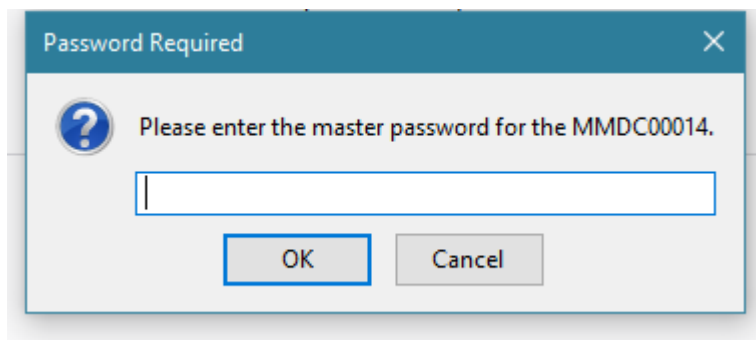 Password Required
Please enter the master password for the MMDC00014.
OK
Cancel